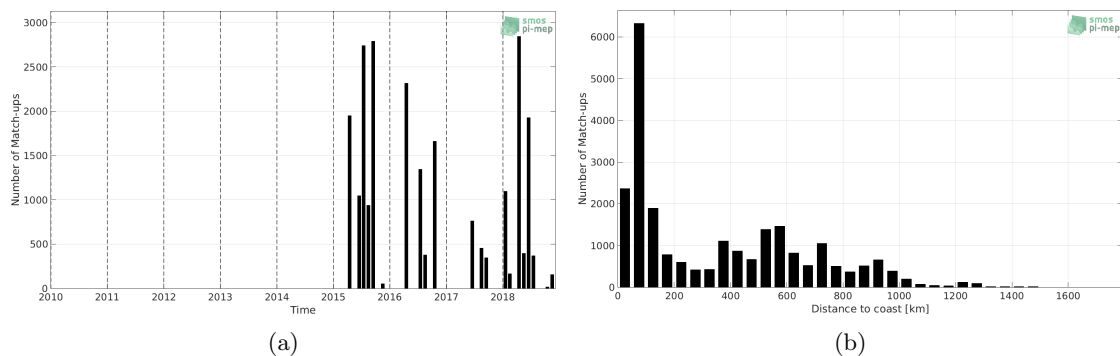 3000
2500
2000
1500
1000
500
0
Number of Match-ups
2010 2011 2012 2013 2014 2015 2016 2017 2018
Time
smos
pi-mep
(a)
6000
5000
4000
3000
2000
1000
0
Number of Match-ups
0 200 400 600 800 1000 1200 1400 1600
Distance to coast [km]
smos
pi-mep
(b)